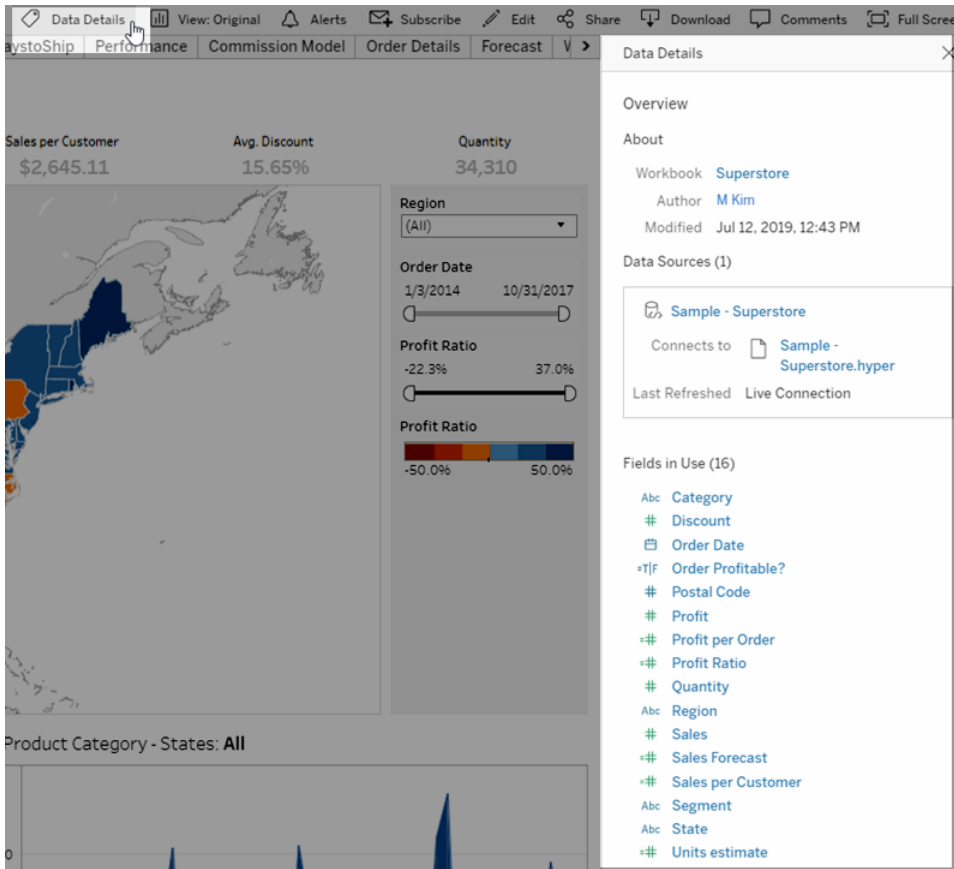 Data Details View: Original Alerts Subscribe Edit Share Download Comments Full Scree
aystoShip Performance Commission Model Order Details Forecast
Sales per Customer Avg. Discount Quantity
$2,645.11 15.65% 34,310
Region
(All)
Order Date
1/3/2014 10/31/2017
Profit Ratio
-22.3% 37.0%
Profit Ratio
-50.0% 50.0%
Product Category - States: All
0
Data Details
Overview
About
Workbook Superstore
Author M Kim
Modified Jul 12, 2019, 12:43 PM
Data Sources (1)
Sample - Superstore
Connects to Sample -
Superstore.hyper
Last Refreshed Live Connection
Fields in Use (16)
Abc Category
# Discount
Order Date
=T|F Order Profitable?
# Postal Code
# Profit
=# Profit per Order
=# Profit Ratio
# Quantity
Abc Region
# Sales
=# Sales Forecast
=# Sales per Customer
Abc Segment
Abc State
=# Units estimate